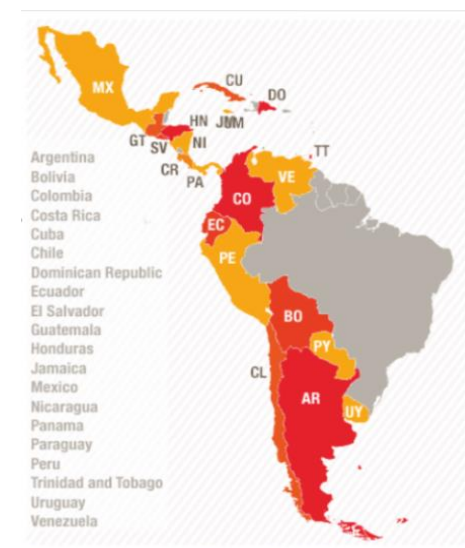 MX
CU
DO
HN
GT
SV
NI
CR
PA
TT
VE
CO
EC
PE
BO
PY
CL
AR
UY
Argentina
Bolivia
Colombia
Costa Rica
Cuba
Chile
Dominican Republic
Ecuador
El Salvador
Guatemala
Honduras
Jamaica
Mexico
Nicaragua
Panama
Paraguay
Peru
Trinidad and Tobago
Uruguay
Venezuela